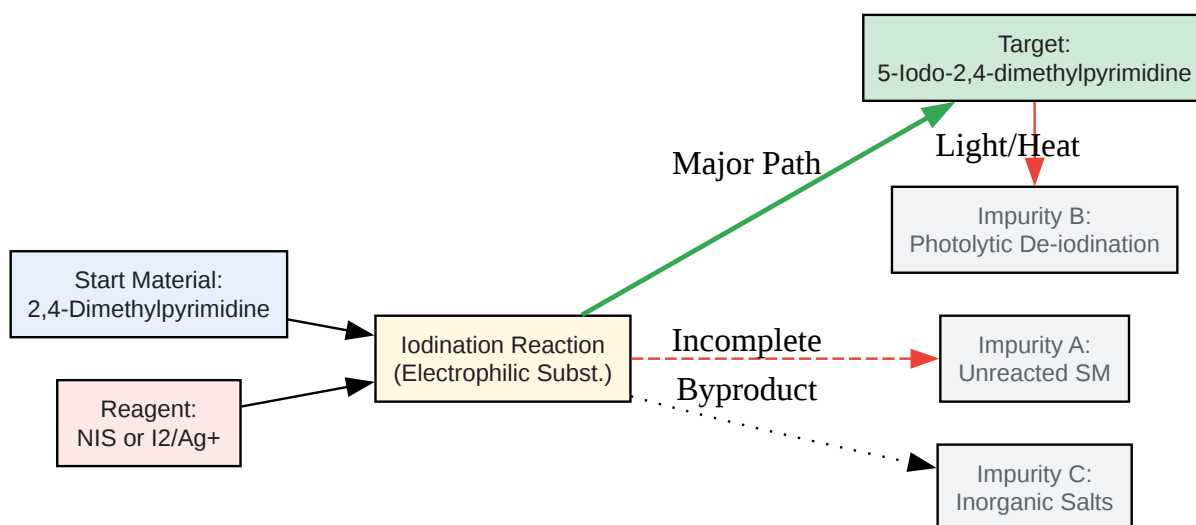 Target:
5-Iodo-2,4-dimethylpyrimidine
Major Path
Light/Heat
Impurity B:
Photolytic De-iodination
Start Material:
2,4-Dimethylpyrimidine
Iodination Reaction
(Electrophilic Subst.)
Incomplete
Impurity A:
Unreacted SM
Reagent:
NIS or I2/Ag+
Byproduct
Impurity C:
Inorganic Salts